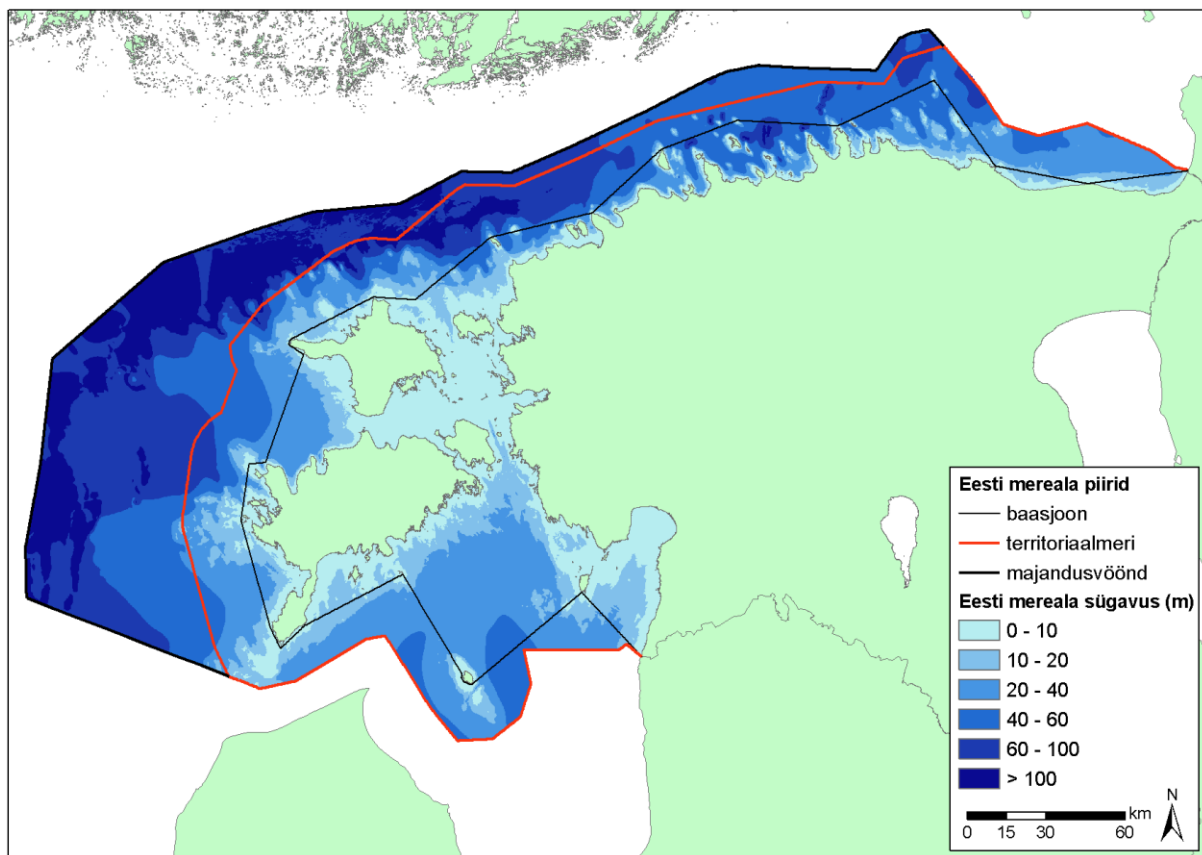 Eesti mereala piirid
baasjoon
territoriaalmeri
majandusvöönd
Eesti mereala sügavus (m)
0 - 10
10 - 20
20 - 40
40 - 60
60 - 100
> 100
N
km
0 15 30 60